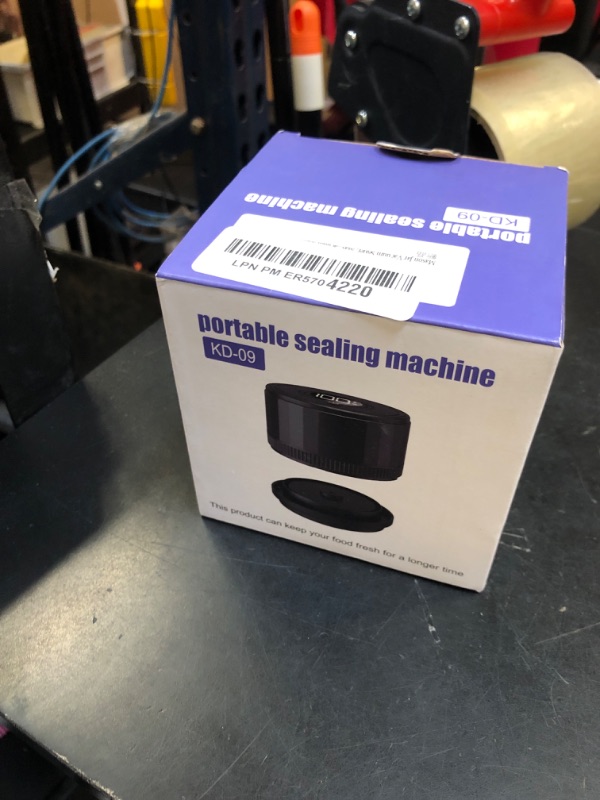 portable sealing machine
KD-09
LPN PM ER5704220
portable sealing machine
KD-09
This product can keep your food fresh for a longer time